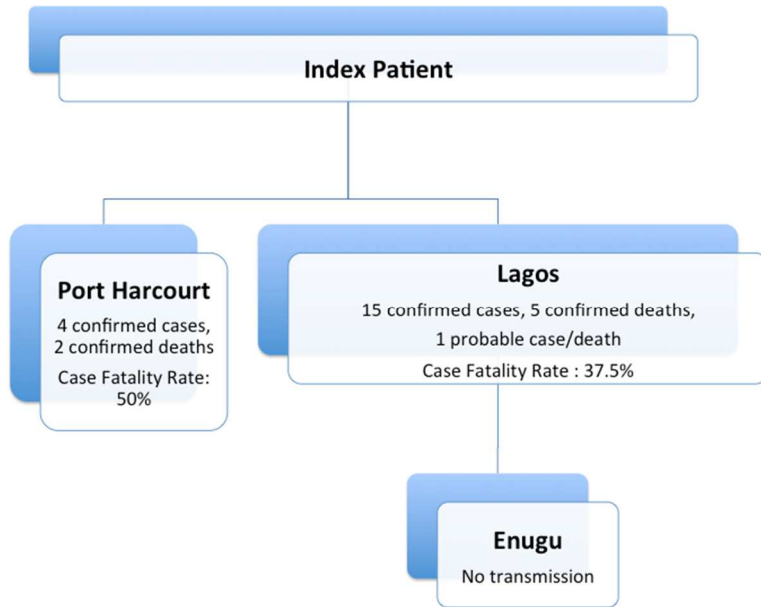 Index Patient
Port Harcourt
4 confirmed cases,
2 confirmed deaths
Case Fatality Rate:
50%
Lagos
15 confirmed cases, 5 confirmed deaths,
1 probable case/death
Case Fatality Rate : 37.5%
Enugu
No transmission